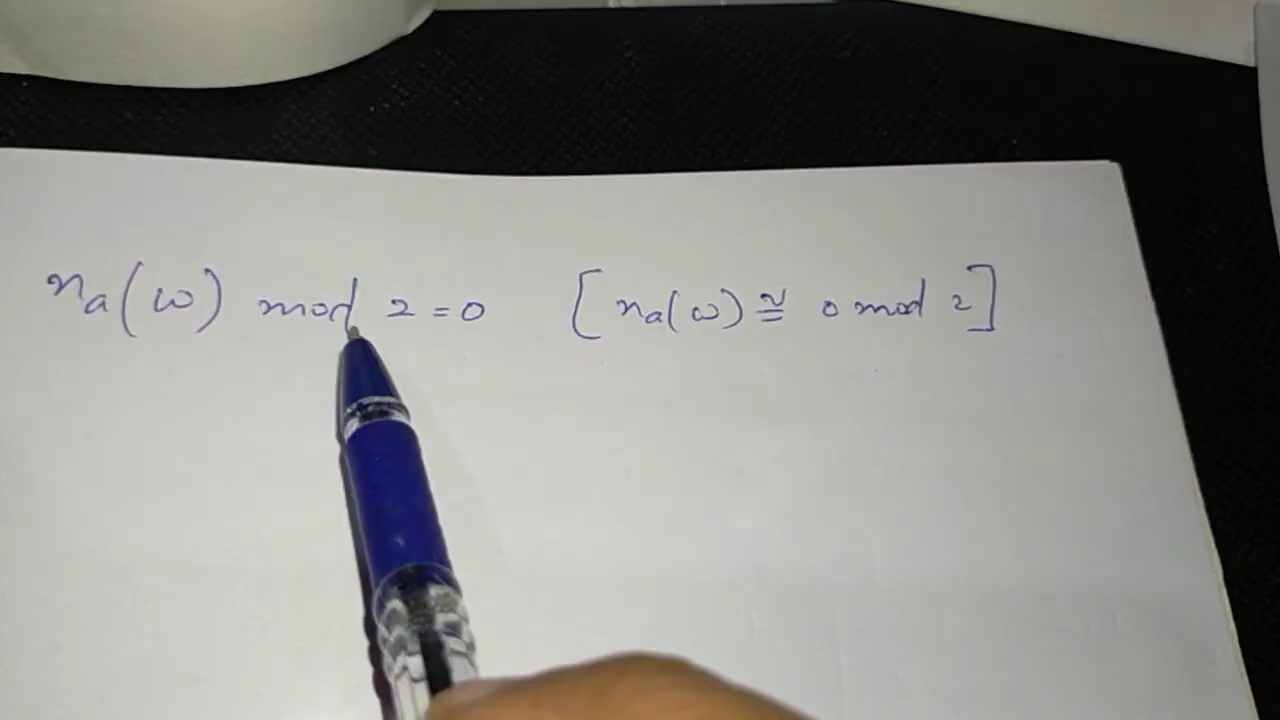 na(w) mod 2 = 0 [na(w) ≅ 0 mod 2]